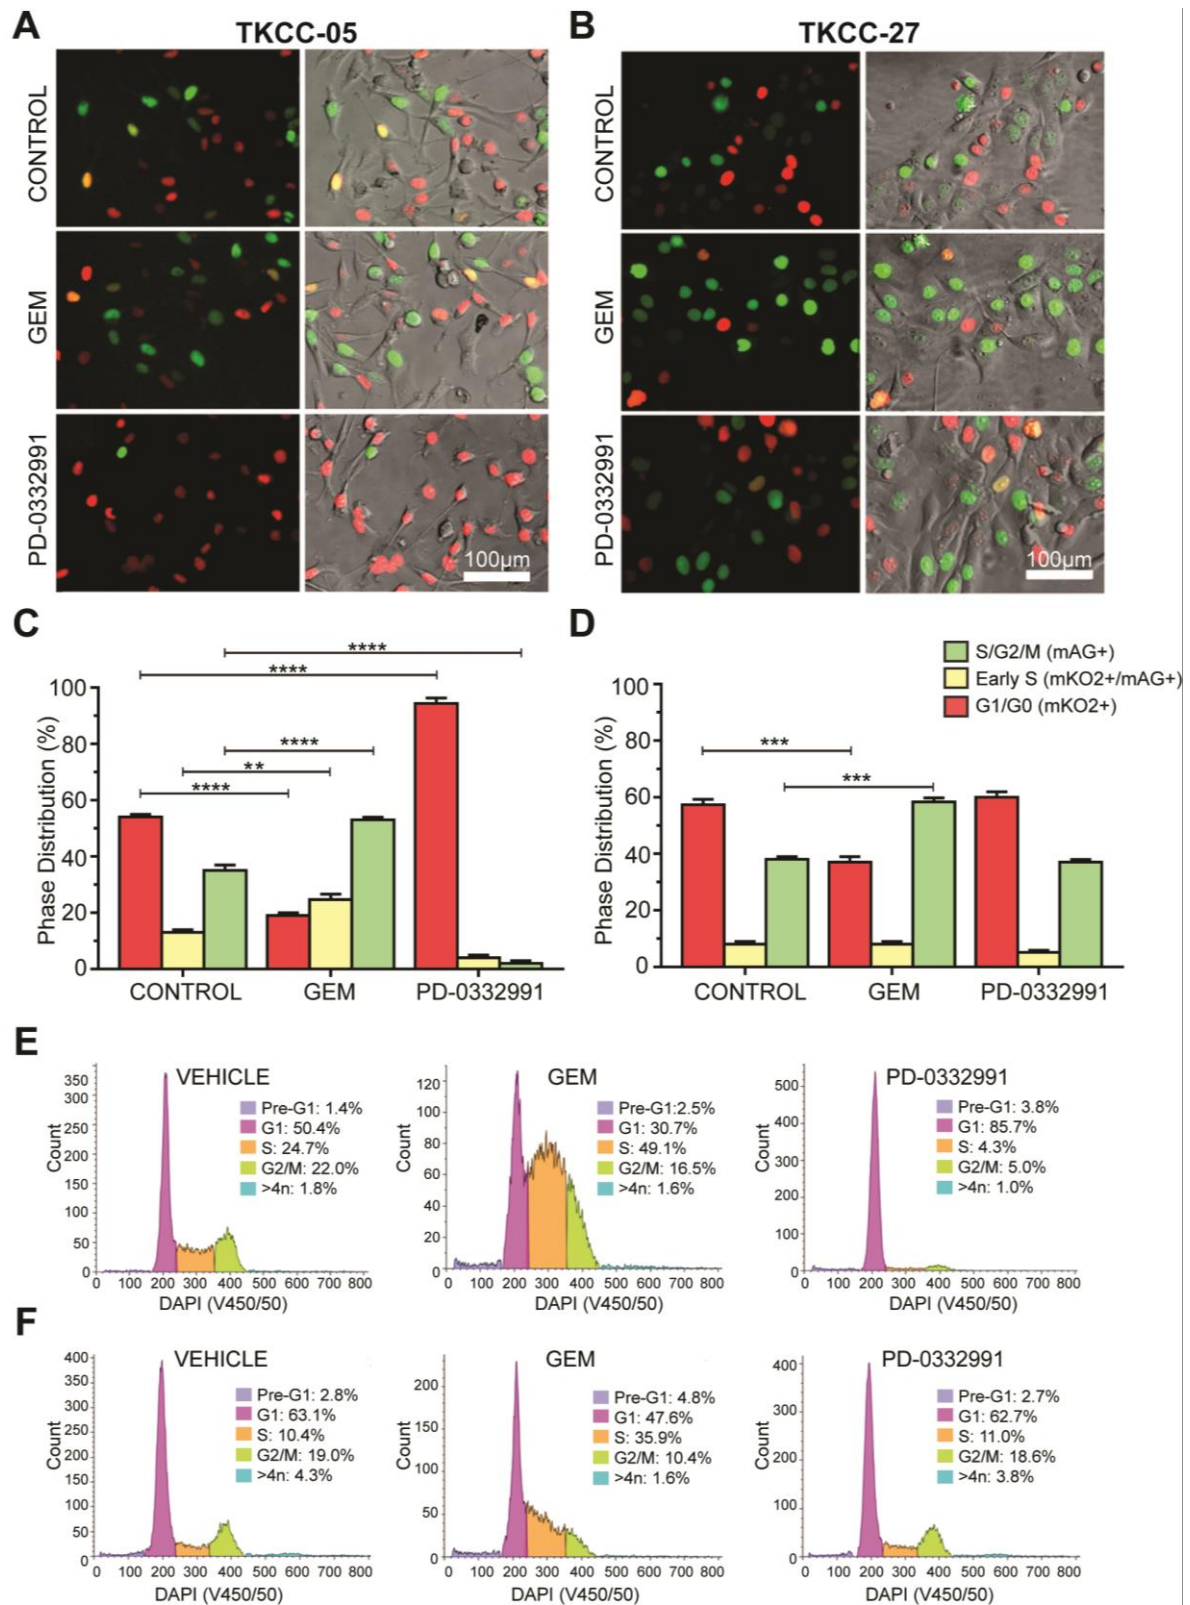 A
TKCC-05
B
TKCC-27
CONTROL
GEM
PD-0332991
100µm
CONTROL
GEM
PD-0332991
100µm
C
****
****
****
**
****
Phase Distribution (%)
100
80
60
40
20
0
CONTROL GEM PD-0332991
D
S/G2/M (mAG+)
Early S (mKO2+/mAG+)
G1/G0 (mKO2+)
***
***
Phase Distribution (%)
100
80
60
40
20
0
CONTROL GEM PD-0332991
E
VEHICLE
Pre-G1: 1.4%
G1: 50.4%
S: 24.7%
G2/M: 22.0%
>4n: 1.8%
Count
350
300
250
200
150
100
50
0
0 100 200 300 400 500 600 700 800
DAPI (V450/50)
GEM
Pre-G1:2.5%
G1: 30.7%
S: 49.1%
G2/M: 16.5%
>4n: 1.6%
Count
120
100
80
60
40
20
0
0 100 200 300 400 500 600 700 800
DAPI (V450/50)
PD-0332991
Pre-G1: 3.8%
G1: 85.7%
S: 4.3%
G2/M: 5.0%
>4n: 1.0%
Count
500
400
300
200
100
0
0 100 200 300 400 500 600 700 800
DAPI (V450/50)
F
VEHICLE
Pre-G1: 2.8%
G1: 63.1%
S: 10.4%
G2/M: 19.0%
>4n: 4.3%
Count
400
350
300
250
200
150
100
50
0
0 100 200 300 400 500 600 700 800
DAPI (V450/50)
GEM
Pre-G1: 4.8%
G1: 47.6%
S: 35.9%
G2/M: 10.4%
>4n: 1.6%
Count
200
150
100
50
0
0 100 200 300 400 500 600 700 800
DAPI (V450/50)
PD-0332991
Pre-G1: 2.7%
G1: 62.7%
S: 11.0%
G2/M: 18.6%
>4n: 3.8%
Count
400
300
200
100
0
0 100 200 300 400 500 600 700 800
DAPI (V450/50)